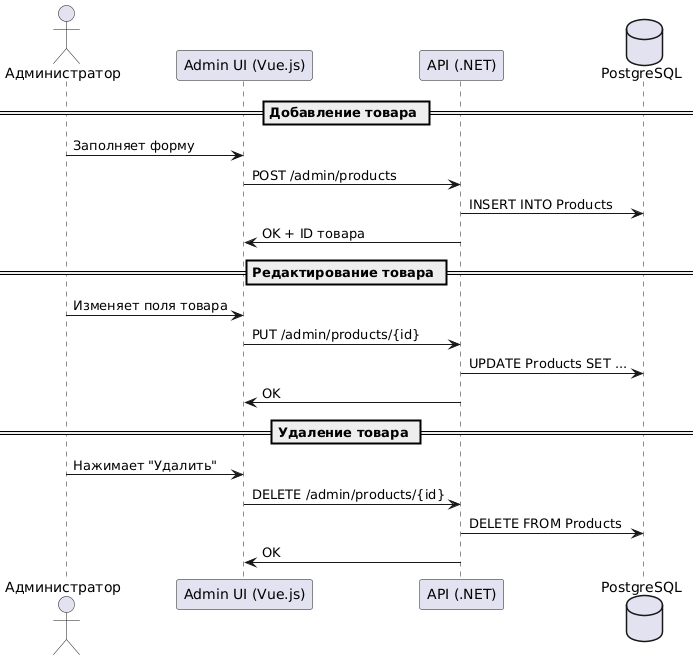 Администратор
Admin UI (Vue.js)
API (.NET)
PostgreSQL
Добавление товара
Заполняет форму
POST /admin/products
INSERT INTO Products
OK + ID товара
Редактирование товара
Изменяет поля товара
PUT /admin/products/{id}
UPDATE Products SET ...
OK
Удаление товара
Нажимает "Удалить"
DELETE /admin/products/{id}
DELETE FROM Products
OK
Администратор
Admin UI (Vue.js)
API (.NET)
PostgreSQL